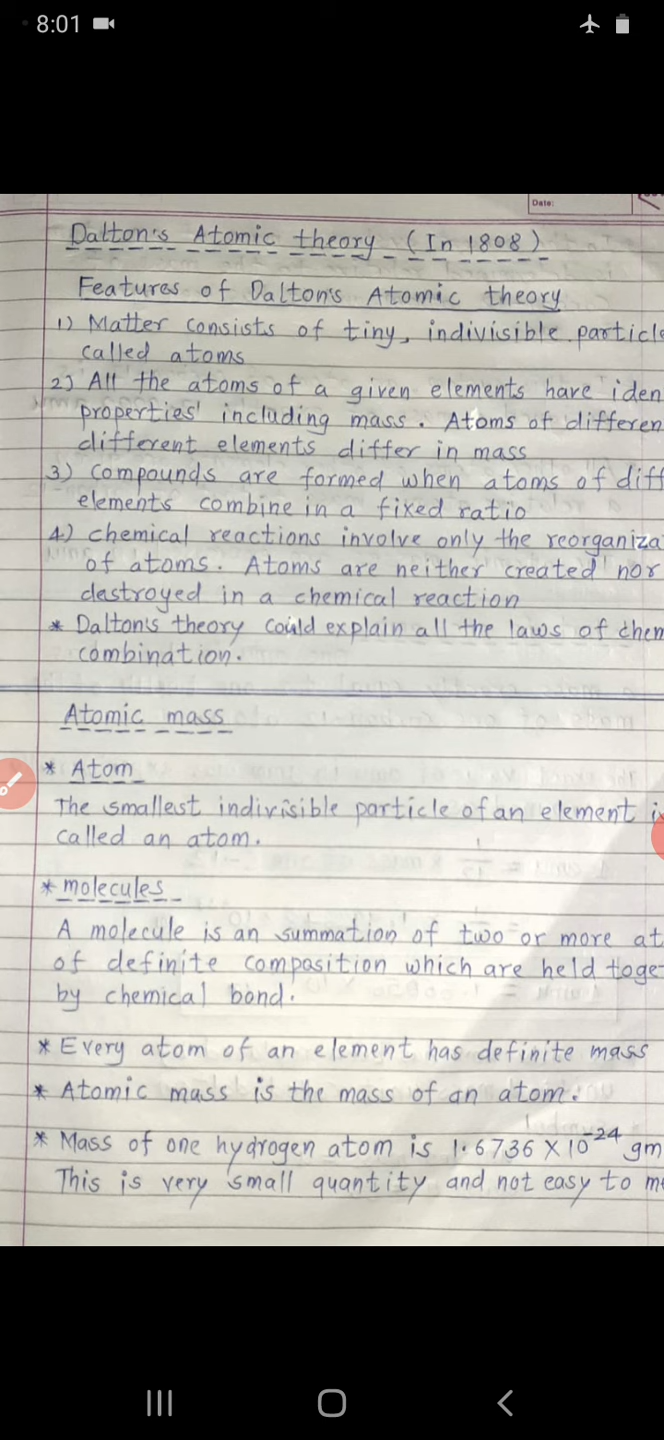 8:01
Date:
Dalton's Atomic theory (In 1808)
Features of Dalton's Atomic theory
1) Matter consists of tiny, indivisible particle
called atoms
2) All the atoms of a given elements have iden
properties including mass. Atoms of differen
different elements differ in mass
3) compounds are formed when atoms of diff
elements combine in a fixed ratio
4) chemical reactions involve only the reorganiza
of atoms. Atoms are neither created nor
destroyed in a chemical reaction
* Dalton's theory could explain all the laws of chem
combination.
Atomic mass
* Atom
The smallest indivisible particle of an element is
called an atom.
* molecules
A molecule is an summation of two or more at
of definite composition which are held toge
by chemical bond.
* Every atom of an element has definite mass
* Atomic mass is the mass of an atom.
* Mass of one hydrogen atom is 1.6736 X 10⁻²⁴ gm
This is very small quantity and not easy to me